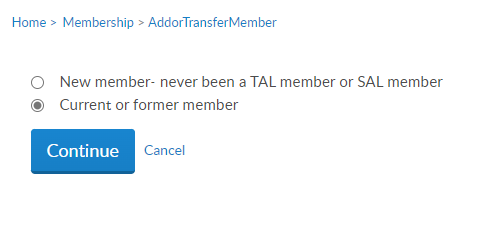 Home > Membership > AddorTransferMember
New member- never been a TAL member or SAL member
Current or former member
Continue Cancel